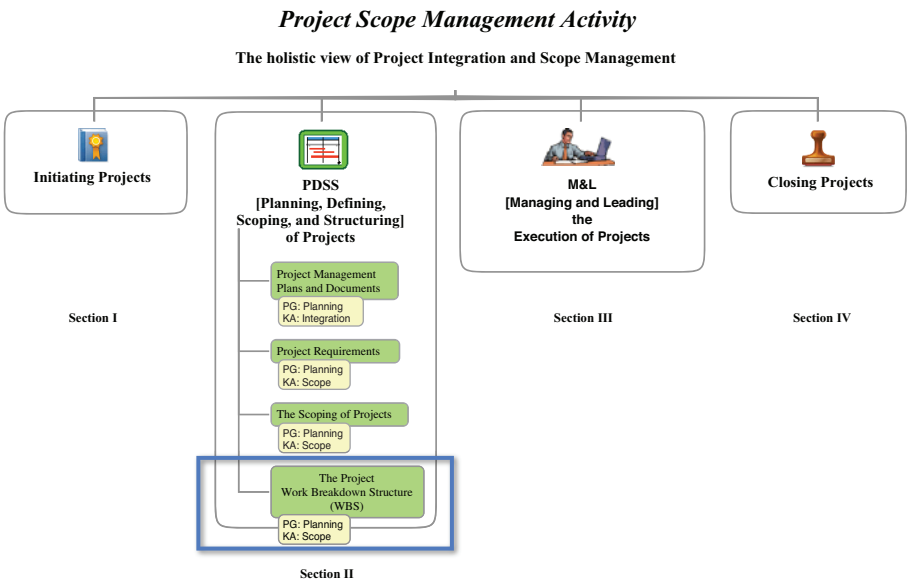 Project Scope Management Activity
The holistic view of Project Integration and Scope Management
Initiating Projects
Section I
PDSS
[Planning, Defining,
Scoping, and Structuring]
of Projects
Project Management
Plans and Documents
PG: Planning
KA: Integration
Project Requirements
PG: Planning
KA: Scope
The Scoping of Projects
PG: Planning
KA: Scope
The Project
Work Breakdown Structure
(WBS)
PG: Planning
KA: Scope
Section II
M&L
[Managing and Leading]
the
Execution of Projects
Section III
Closing Projects
Section IV